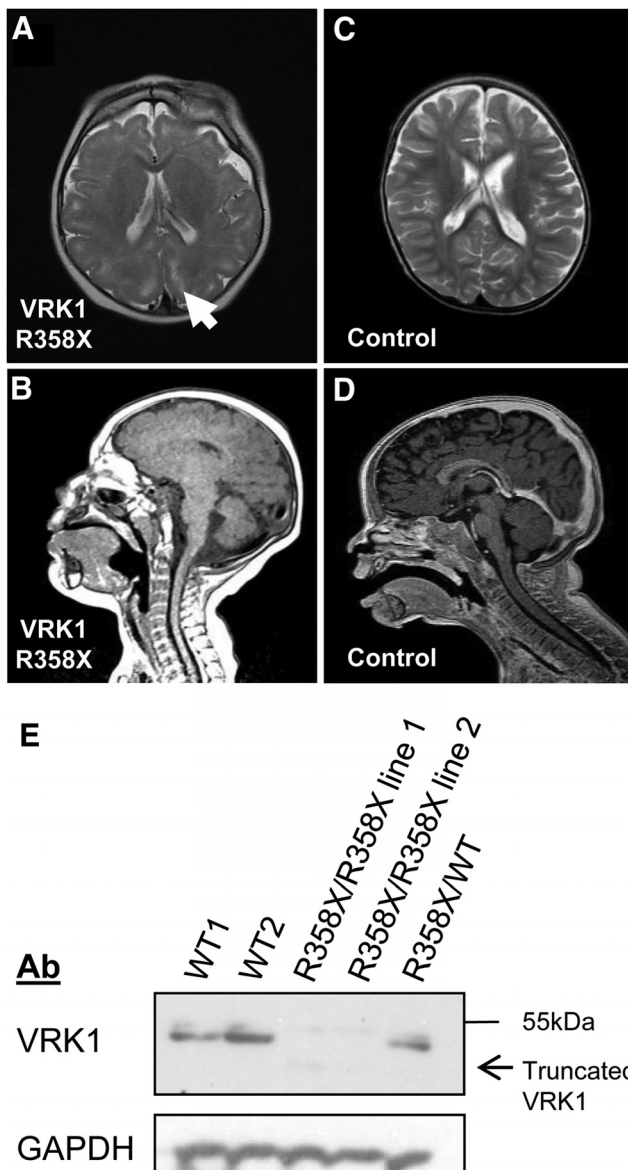 A
VRK1
R358X
C
Control
B
VRK1
R358X
D
Control
E
WT1
WT2
R358X/R358X line 1
R358X/R358X line 2
R358X/WT
Ab
VRK1
55kDa
Truncated
VRK1
GAPDH